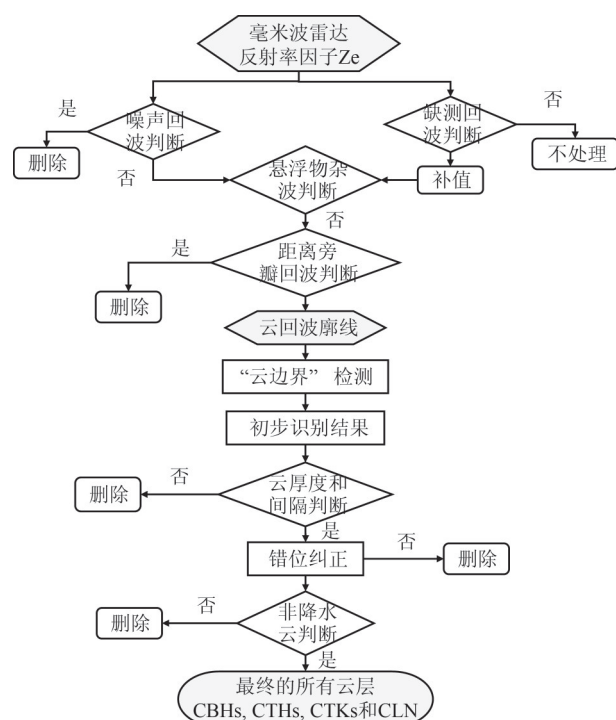 毫米波雷达
反射率因子Ze
是
噪声回
波判断
缺测回
波判断
否
删除
否
悬浮物杂
波判断
补值
不处理
否
是
距离旁
瓣回波判断
删除
云回波廓线
“云边界” 检测
初步识别结果
否
云厚度和
间隔判断
删除
是
错位纠正
否
删除
否
非降水
云判断
删除
是
最终的所有云层
CBHs, CTHs, CTKs和CLN